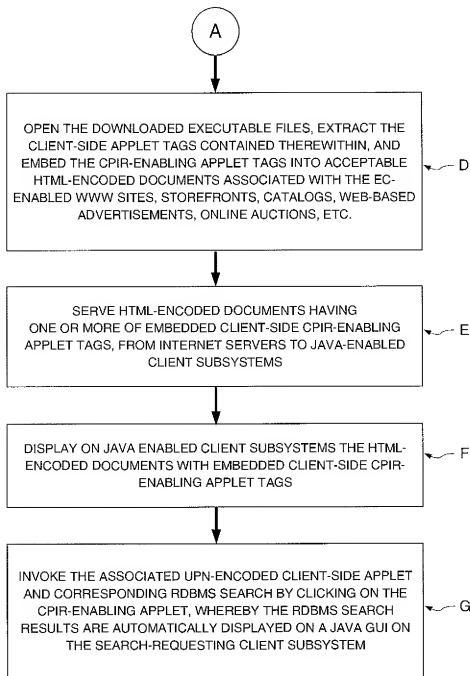 A
OPEN THE DOWNLOADED EXECUTABLE FILES, EXTRACT THE
CLIENT-SIDE APPLET TAGS CONTAINED THEREWITHIN, AND
EMBED THE CPIR-ENABLING APPLET TAGS INTO ACCEPTABLE
HTML-ENCODED DOCUMENTS ASSOCIATED WITH THE EC-
ENABLED WWW SITES, STOREFRONTS, CATALOGS, WEB-BASED
ADVERTISEMENTS, ONLINE AUCTIONS, ETC.
D
SERVE HTML-ENCODED DOCUMENTS HAVING
ONE OR MORE OF EMBEDDED CLIENT-SIDE CPIR-ENABLING
APPLET TAGS, FROM INTERNET SERVERS TO JAVA-ENABLED
CLIENT SUBSYSTEMS
E
DISPLAY ON JAVA ENABLED CLIENT SUBSYSTEMS THE HTML-
ENCODED DOCUMENTS WITH EMBEDDED CLIENT-SIDE CPIR-
ENABLING APPLET TAGS
F
INVOKE THE ASSOCIATED UPN-ENCODED CLIENT-SIDE APPLET
AND CORRESPONDING RDBMS SEARCH BY CLICKING ON THE
CPIR-ENABLING APPLET, WHEREBY THE RDBMS SEARCH
RESULTS ARE AUTOMATICALLY DISPLAYED ON A JAVA GUI ON
THE SEARCH-REQUESTING CLIENT SUBSYSTEM
G